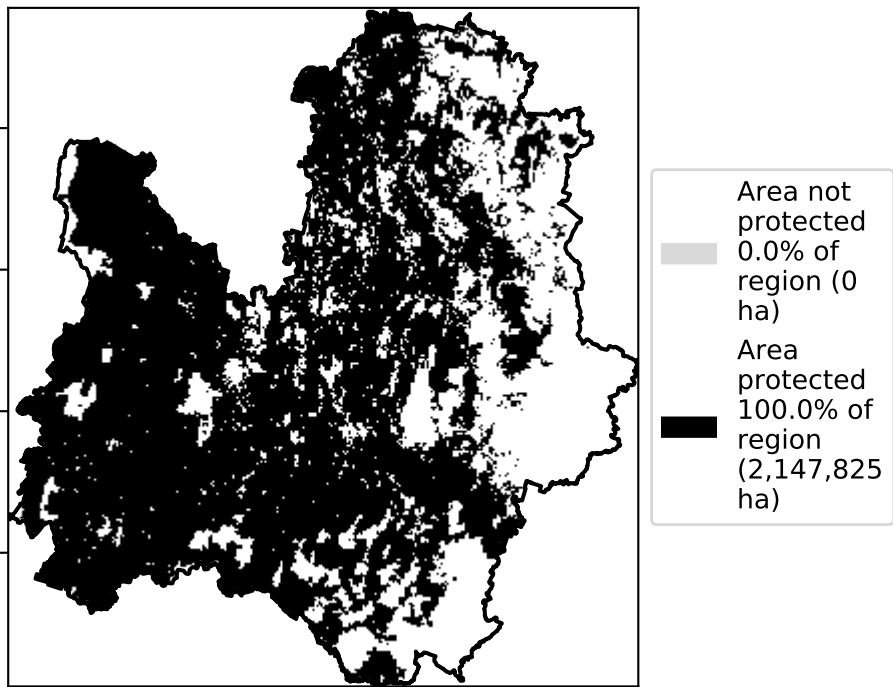 Area not
protected
0.0% of
region (0
ha)
Area
protected
100.0% of
region
(2,147,825
ha)